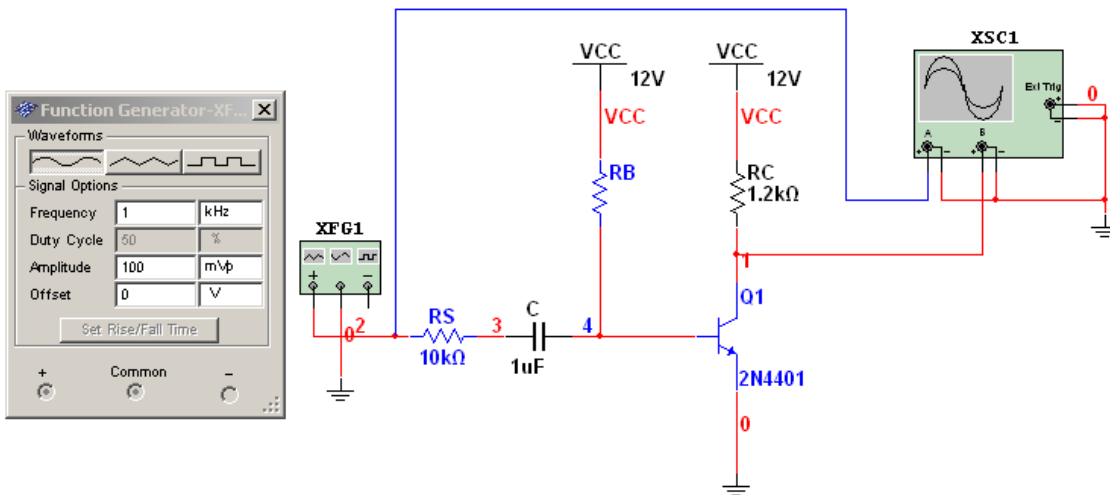 Function Generator-XF...
Waveforms
Signal Options
Frequency 1 kHz
Duty Cycle 50 %
Amplitude 100 mVp
Offset 0 V
Set Rise/Fall Time
+ Common -
XFG1
+ -
0 2
RS
10kΩ
3
C
1uF
4
VCC
12V
VCC
RB
VCC
12V
VCC
RC
1.2kΩ
1
Q1
2N4401
0
XSC1
Ext Trig
+
-
A B
+ - + -
0